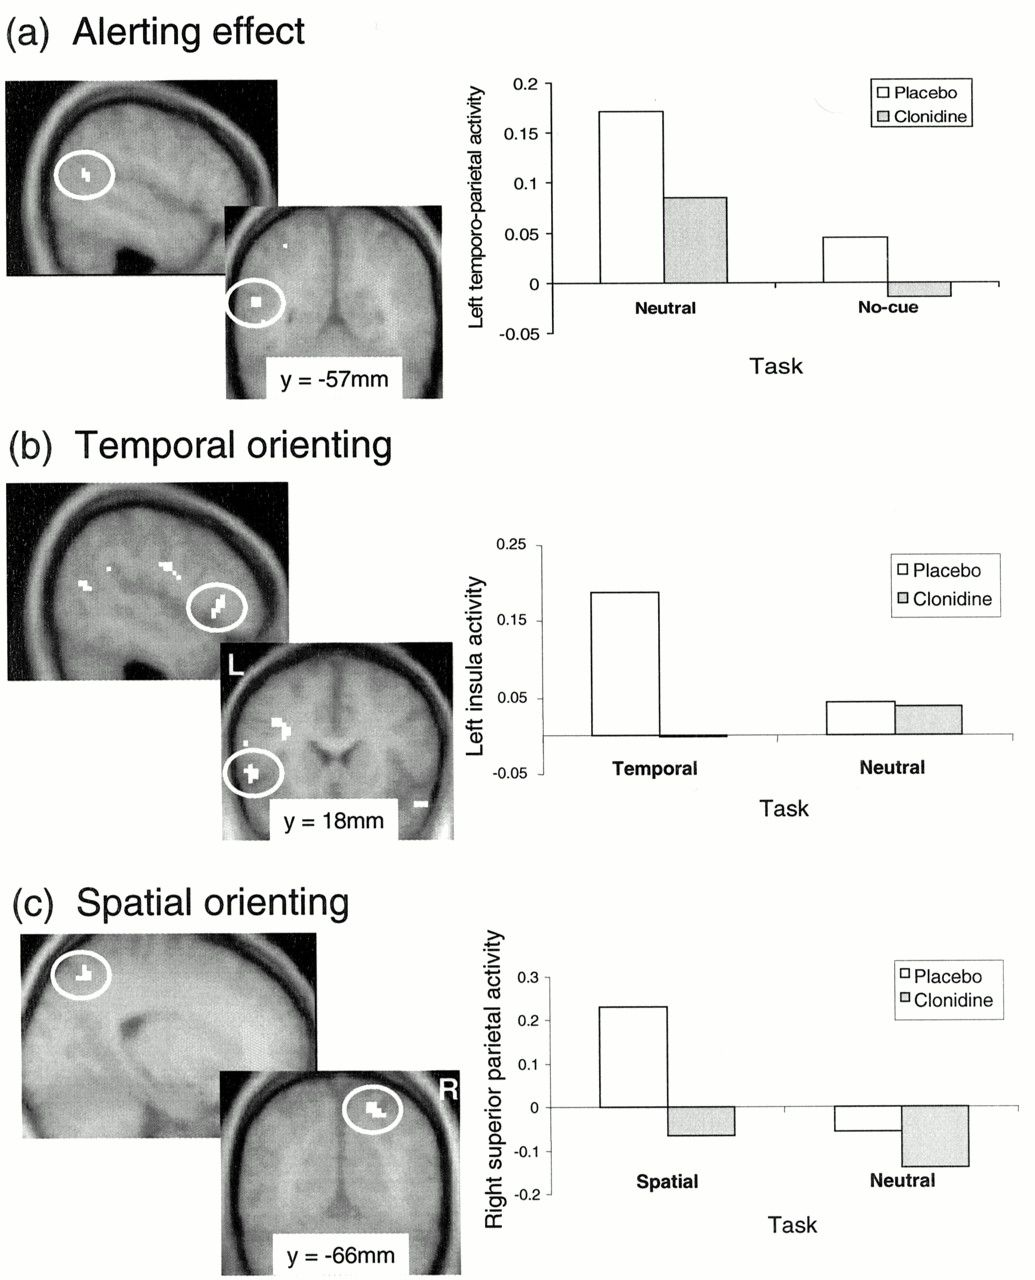 (a) Alerting effect
y = -57mm
Left temporo-parietal activity
0.2
0.15
0.1
0.05
0
-0.05
Placebo
Clonidine
Neutral
No-cue
Task
(b) Temporal orienting
L
y = 18mm
Left insula activity
0.25
0.15
0.05
-0.05
Placebo
Clonidine
Temporal
Neutral
Task
(c) Spatial orienting
R
y = -66mm
Right superior parietal activity
0.3
0.2
0.1
0
-0.1
-0.2
Placebo
Clonidine
Spatial
Neutral
Task